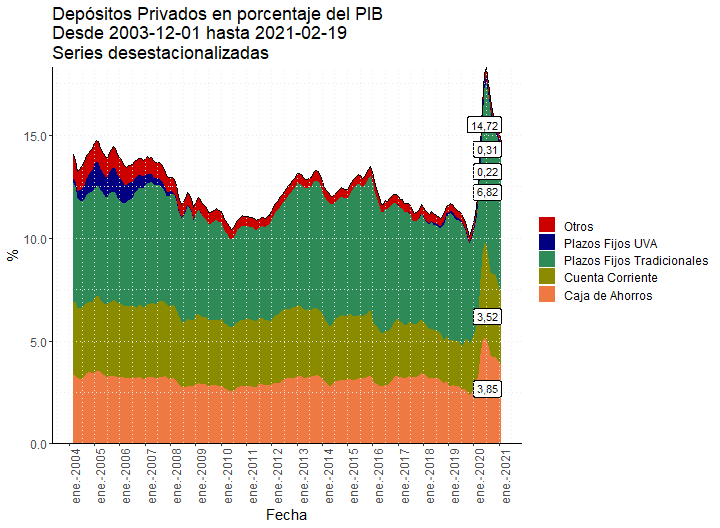 Depósitos Privados en porcentaje del PIB
Desde 2003-12-01 hasta 2021-02-19
Series desestacionalizadas
%
15.0
10.0
5.0
0.0
14,72
0,31
0,22
6,82
3,52
3,85
Otros
Plazos Fijos UVA
Plazos Fijos Tradicionales
Cuenta Corriente
Caja de Ahorros
ene.-2004
ene.-2005
ene.-2006
ene.-2007
ene.-2008
ene.-2009
ene.-2010
ene.-2011
ene.-2012
ene.-2013
ene.-2014
ene.-2015
ene.-2016
ene.-2017
ene.-2018
ene.-2019
ene.-2020
ene.-2021
Fecha